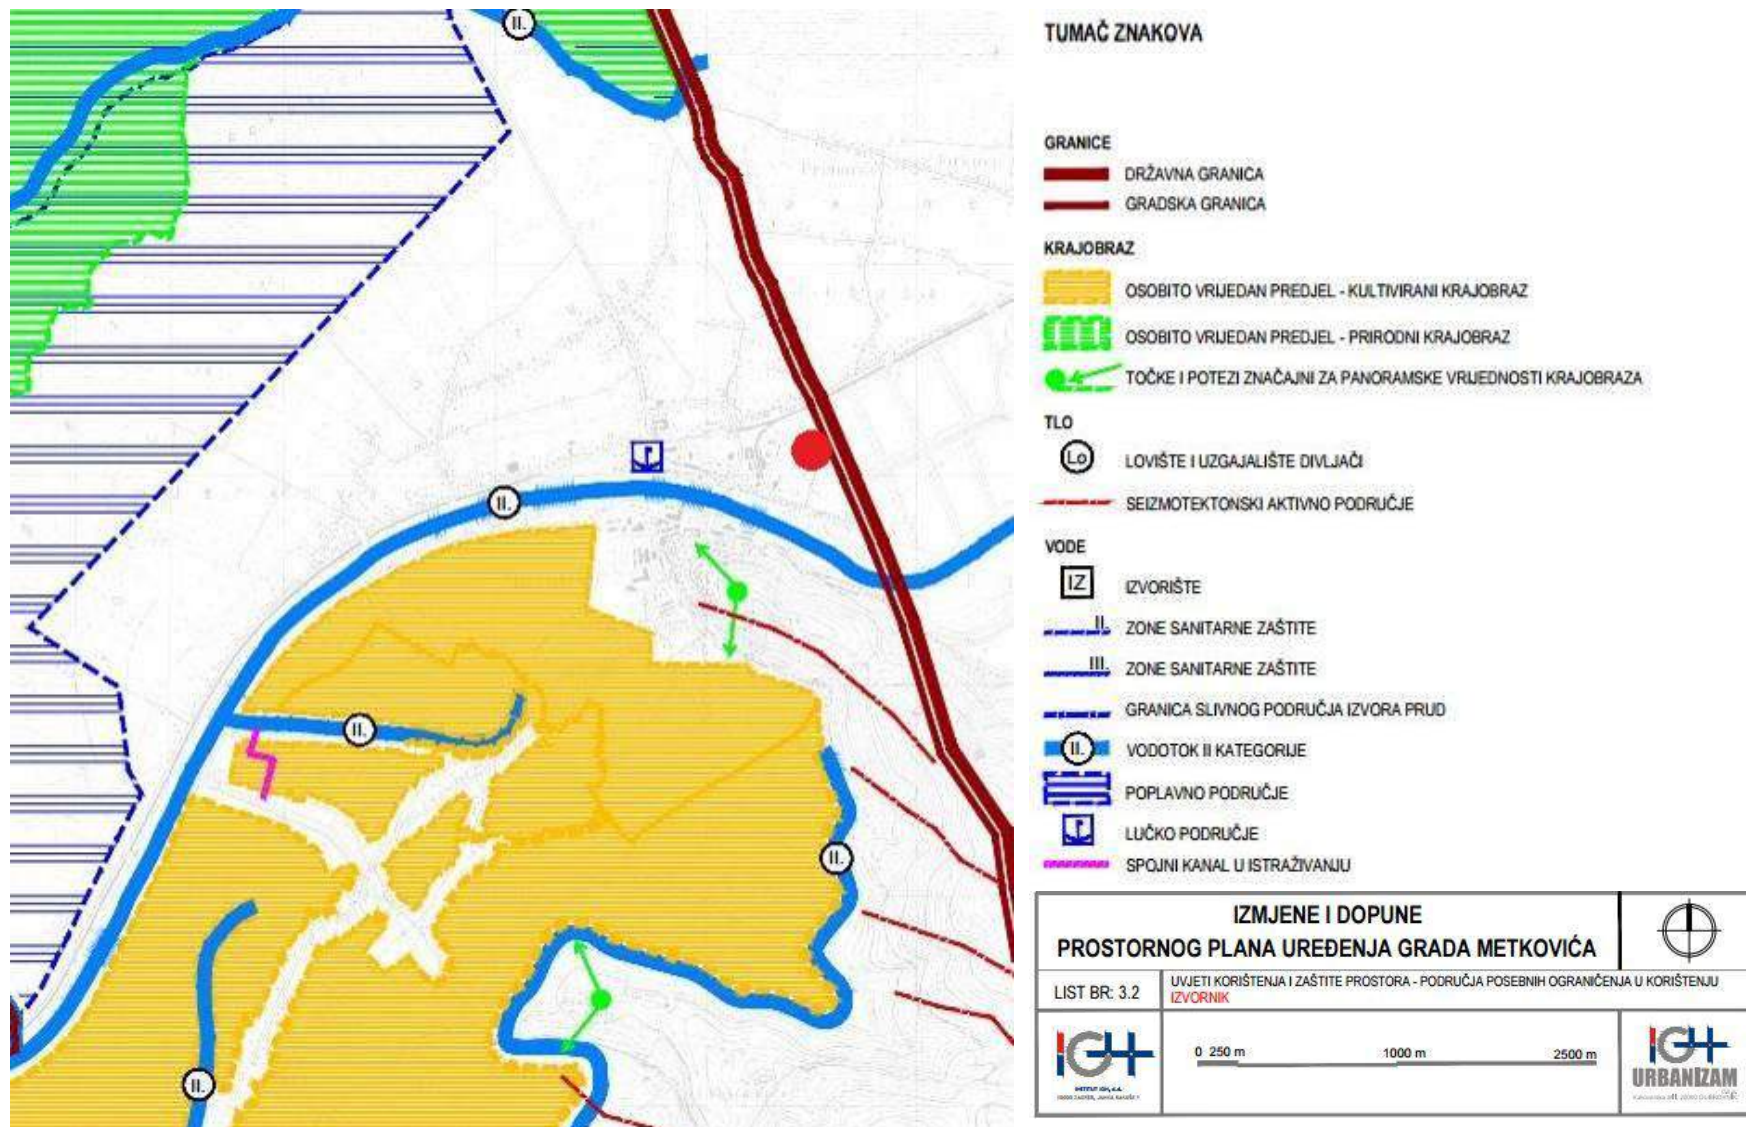 II.
II.
II.
II.
II.
TUMAČ ZNAKOVA
GRANICE
DRŽAVNA GRANICA
GRADSKA GRANICA
KRAJOBRAZ
OSOBITO VRIJEDAN PREDJEL - KULTIVIRANI KRAJOBRAZ
OSOBITO VRIJEDAN PREDJEL - PRIRODNI KRAJOBRAZ
TOČKE I POTEZI ZNAČAJNI ZA PANORAMSKE VRIJEDNOSTI KRAJOBRAZA
TLO
Lo LOVIŠTE I UZGAJALIŠTE DIVLJAČI
SEIZMOTEKTONSKI AKTIVNO PODRUČJE
VODE
IZ IZVORIŠTE
II. ZONE SANITARNE ZAŠTITE
III. ZONE SANITARNE ZAŠTITE
GRANICA SLIVNOG PODRUČJA IZVORA PRUD
II. VODOTOK II KATEGORIJE
POPLAVNO PODRUČJE
LUČKO PODRUČJE
SPOJNI KANAL U ISTRAŽIVANJU
IZMJENE I DOPUNE
PROSTORNOG PLANA UREĐENJA GRADA METKOVIĆA
LIST BR: 3.2
UVJETI KORIŠTENJA I ZAŠTITE PROSTORA - PODRUČJA POSEBNIH OGRANIČENJA U KORIŠTENJU
IZVORNIK
IGH
INSTITUT IGH, d.d.
0 250 m 1000 m 2500 m
IGH
URBANIZAM